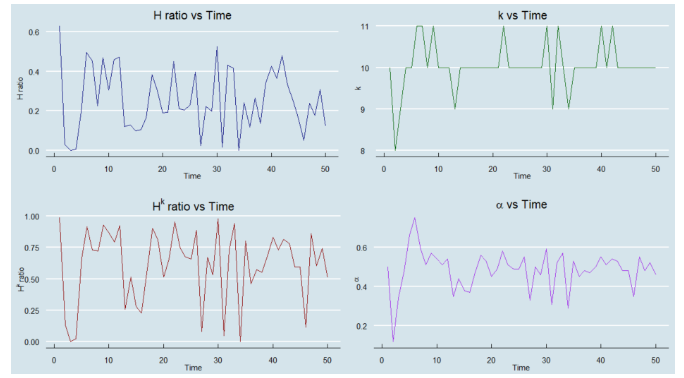 H ratio vs Time
0.6
0.4
0.2
0.0
H ratio
0 10 20 30 40 50
Time
k vs Time
11
10
9
8
k
0 10 20 30 40 50
Time
H^k ratio vs Time
1.00
0.75
0.50
0.25
0.00
H^k ratio
0 10 20 30 40 50
Time
α vs Time
0.6
0.4
0.2
α
0 10 20 30 40 50
Time